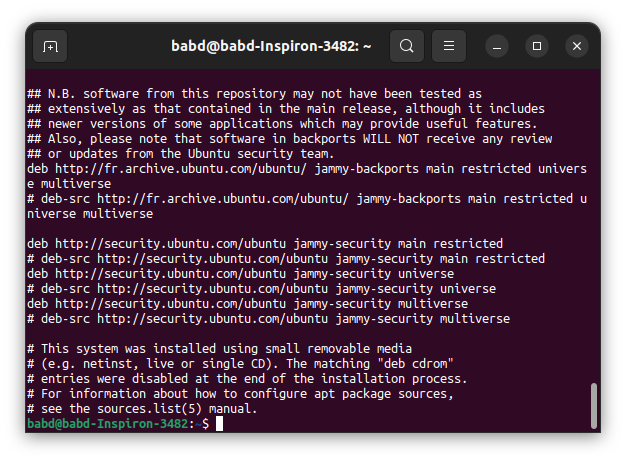 babd@babd-Inspiron-3482: ~
## N.B. software from this repository may not have been tested as
## extensively as that contained in the main release, although it includes
## newer versions of some applications which may provide useful features.
## Also, please note that software in backports WILL NOT receive any review
## or updates from the Ubuntu security team.
deb http://fr.archive.ubuntu.com/ubuntu/ jammy-backports main restricted univers
e multiverse
# deb-src http://fr.archive.ubuntu.com/ubuntu/ jammy-backports main restricted u
niverse multiverse
deb http://security.ubuntu.com/ubuntu jammy-security main restricted
# deb-src http://security.ubuntu.com/ubuntu jammy-security main restricted
deb http://security.ubuntu.com/ubuntu jammy-security universe
# deb-src http://security.ubuntu.com/ubuntu jammy-security universe
deb http://security.ubuntu.com/ubuntu jammy-security multiverse
# deb-src http://security.ubuntu.com/ubuntu jammy-security multiverse
# This system was installed using small removable media
# (e.g. netinst, live or single CD). The matching "deb cdrom"
# entries were disabled at the end of the installation process.
# For information about how to configure apt package sources,
# see the sources.list(5) manual.
babd@babd-Inspiron-3482:~$